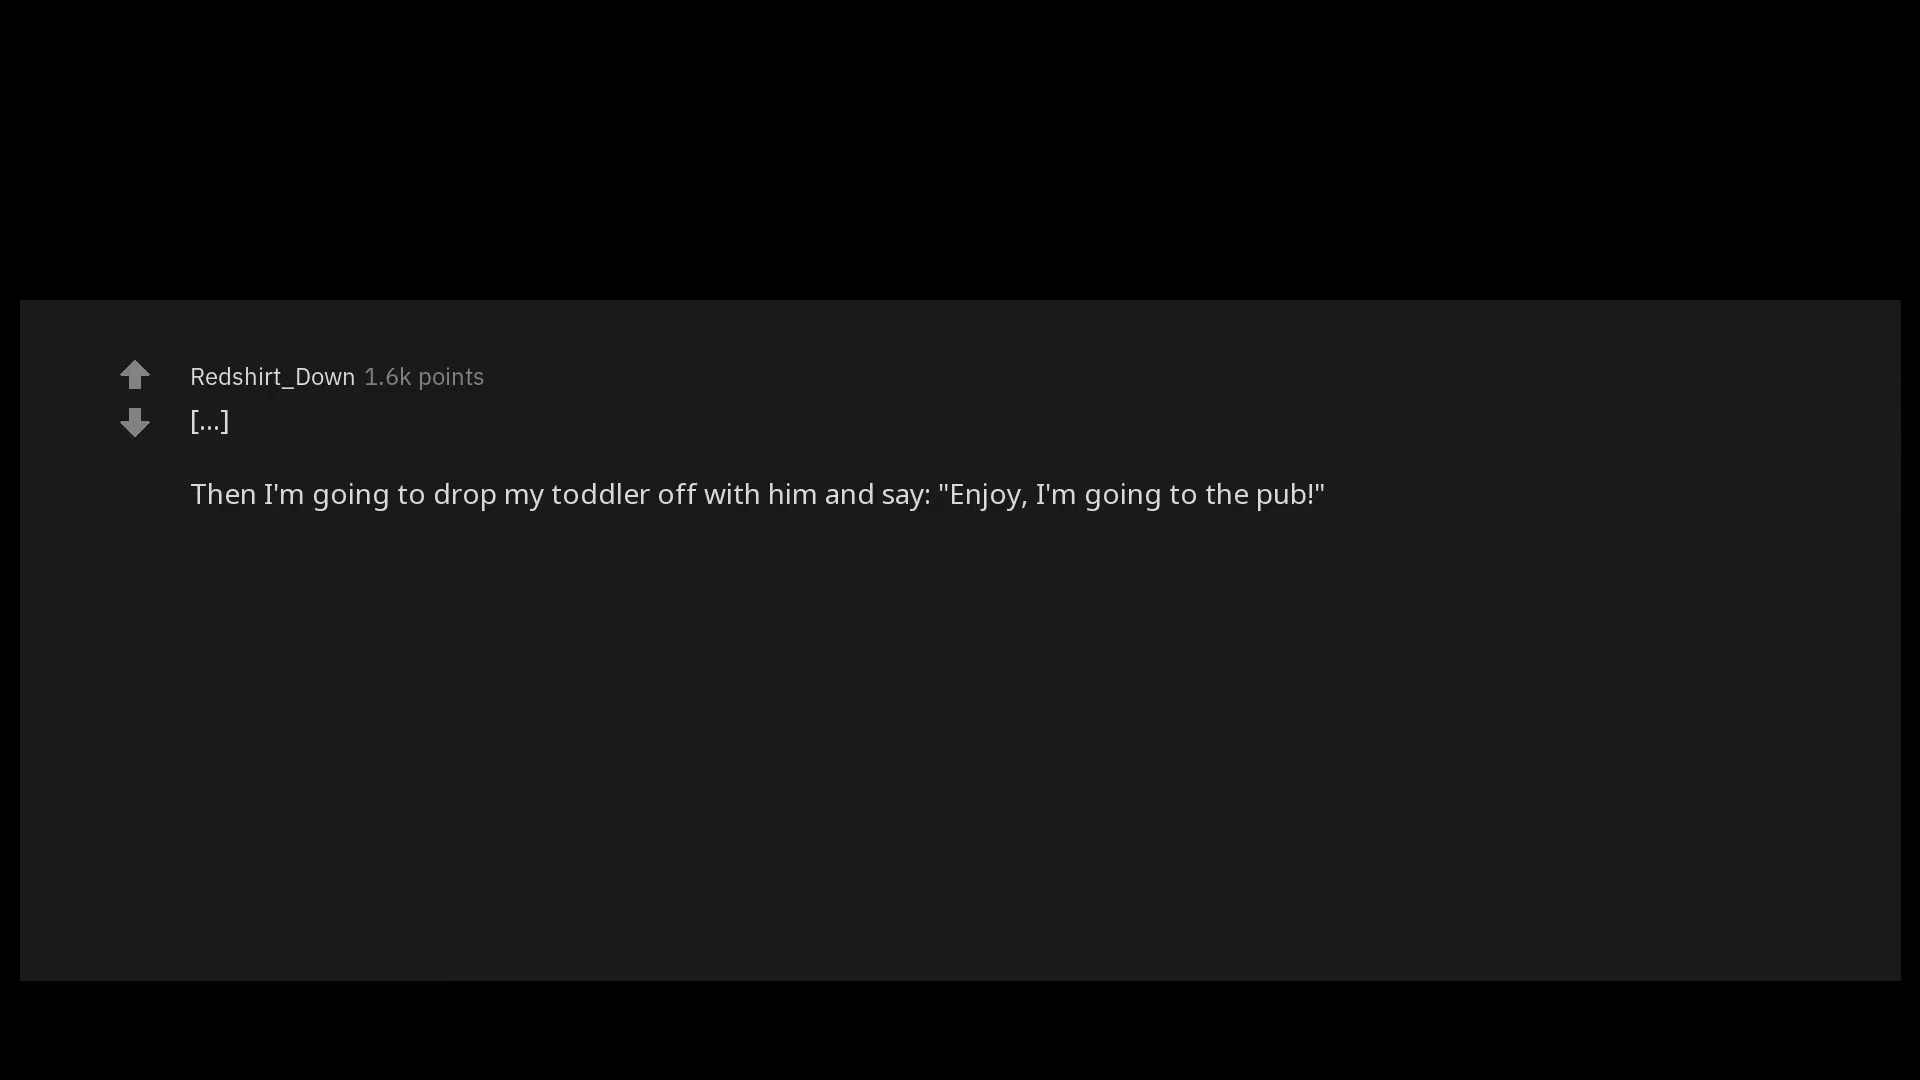 Redshirt_Down 1.6k points
[...]
Then I'm going to drop my toddler off with him and say: "Enjoy, I'm going to the pub!"